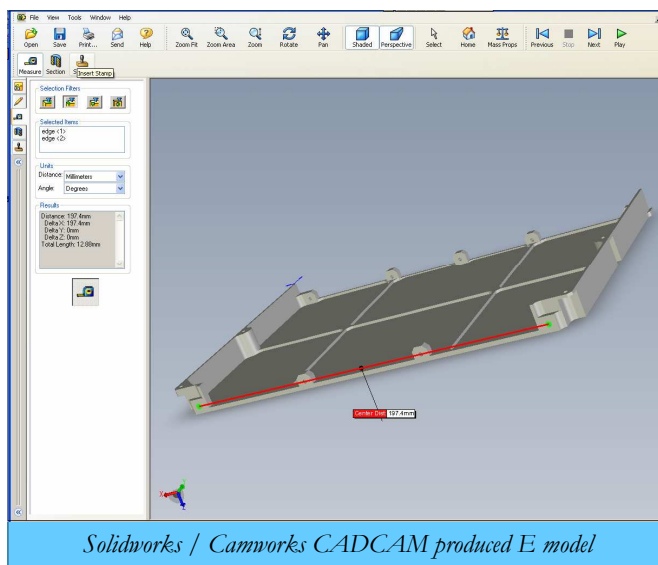 File View Tools Window Help
Open Save Print... Send Help Zoom Fit Zoom Area Zoom Rotate Pan Shaded Perspective Select Home Mass Props Previous Stop Next Play
Measure Section
Insert Stamp
Selection Filters
Selected Items
edge <1>
edge <2>
Units
Distance: Millimeters
Angle: Degrees
Results
Distance: 197.4mm
Delta X: 197.4mm
Delta Y: 0mm
Delta Z: 0mm
Total Length: 12.88mm
Center Dist: 197.4mm
X
Y
Z
Solidworks / Camworks CADCAM produced E model